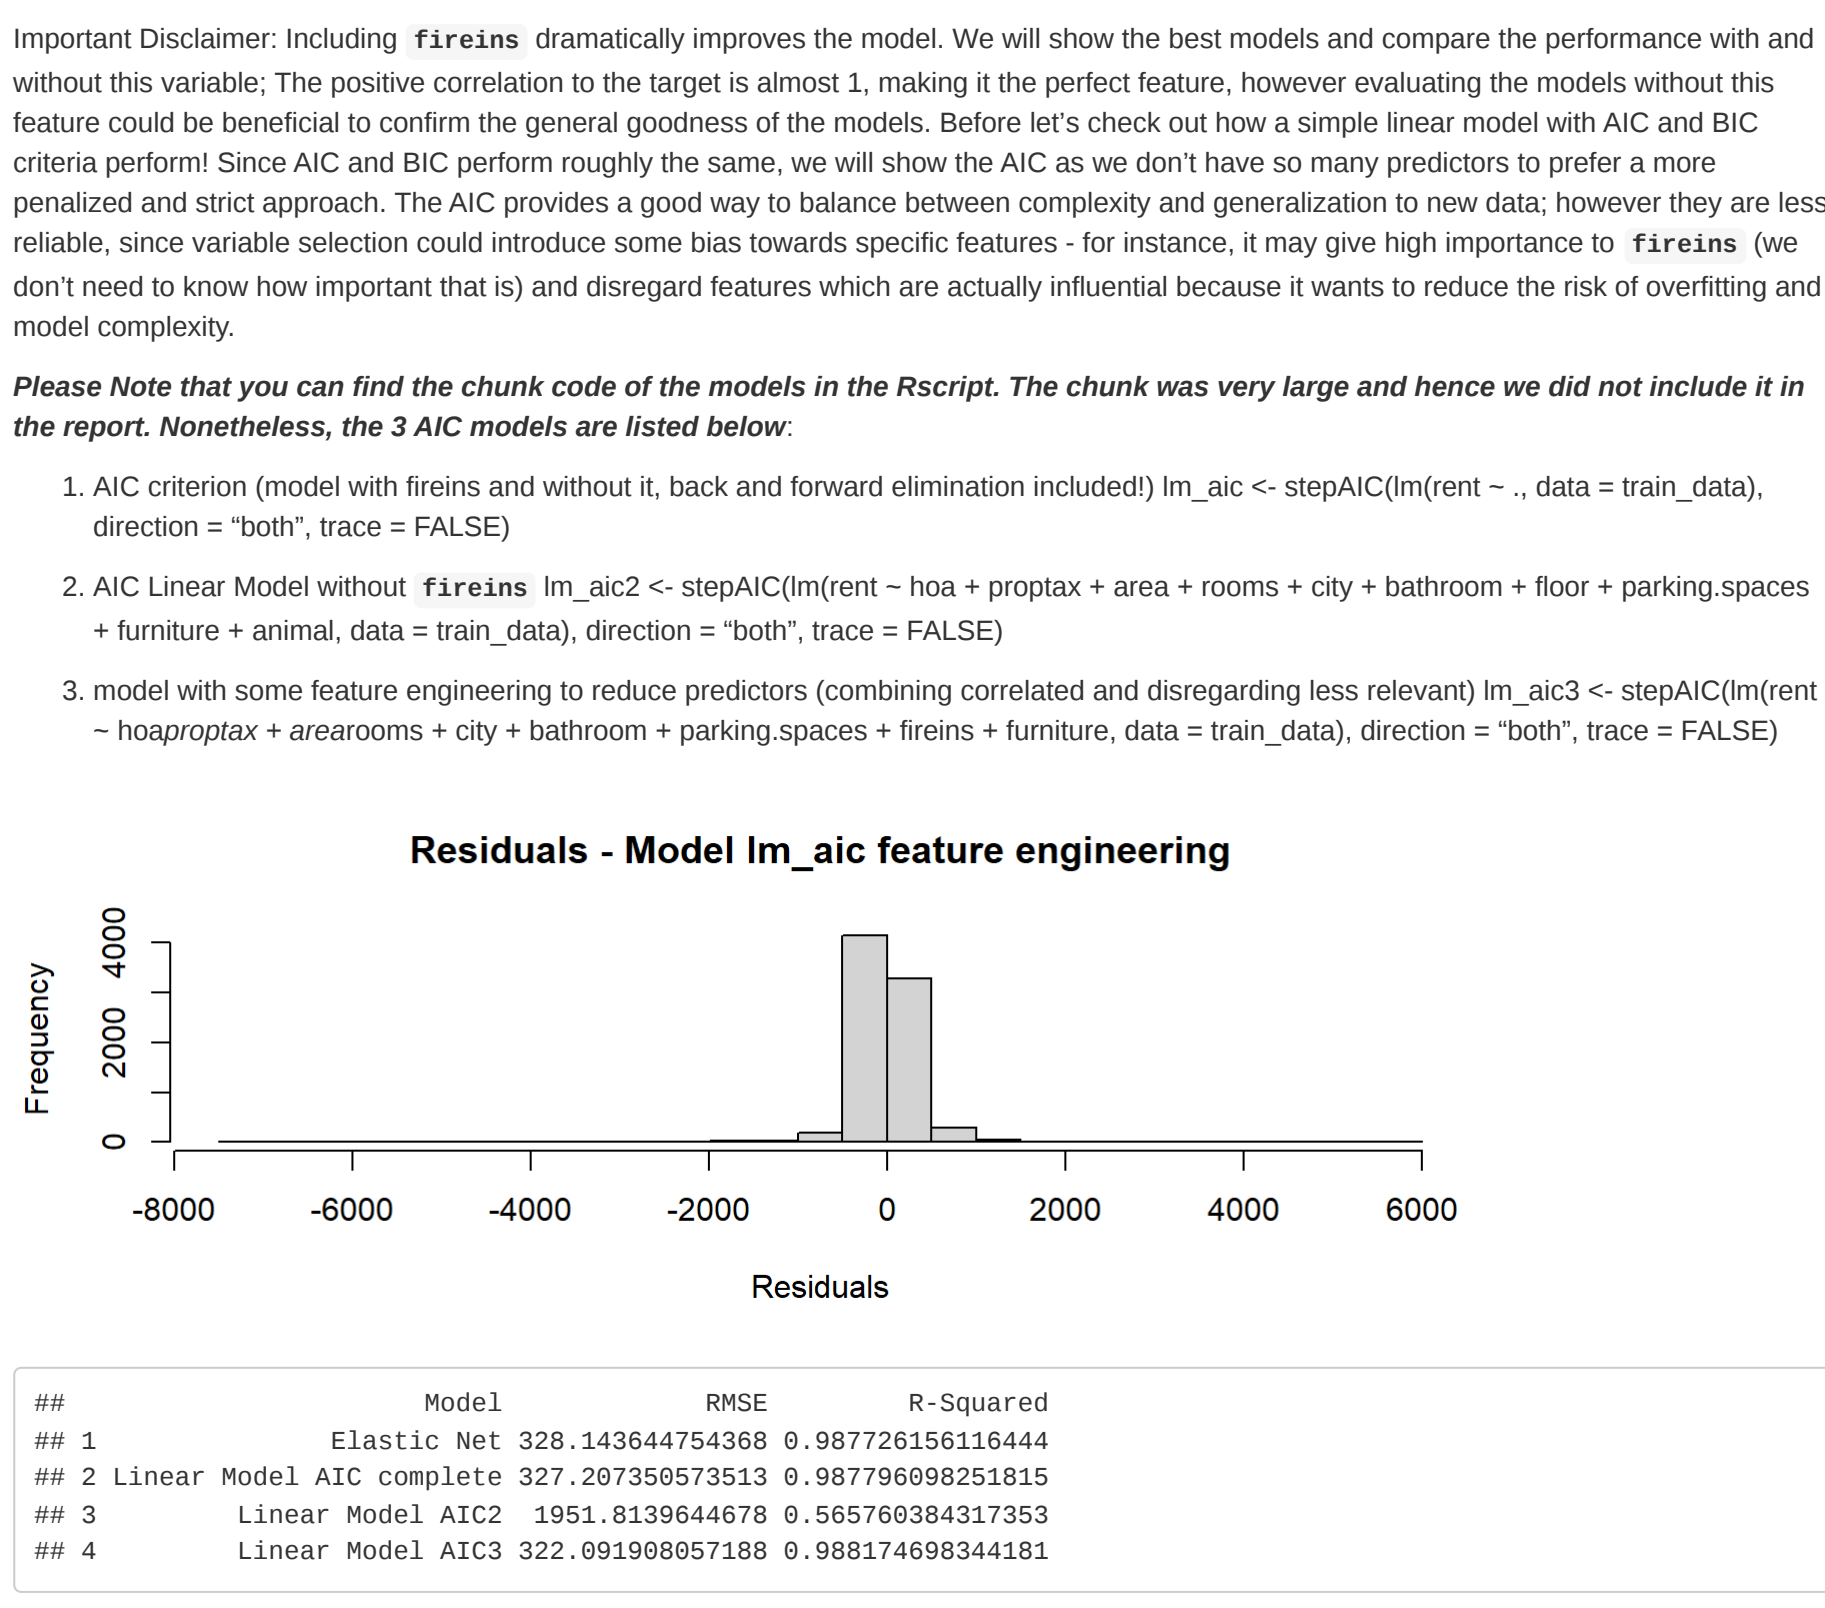 Important Disclaimer: Including fireins dramatically improves the model. We will show the best models and compare the performance with and
without this variable; The positive correlation to the target is almost 1, making it the perfect feature, however evaluating the models without this
feature could be beneficial to confirm the general goodness of the models. Before let’s check out how a simple linear model with AIC and BIC
criteria perform! Since AIC and BIC perform roughly the same, we will show the AIC as we don’t have so many predictors to prefer a more
penalized and strict approach. The AIC provides a good way to balance between complexity and generalization to new data; however they are less
reliable, since variable selection could introduce some bias towards specific features - for instance, it may give high importance to fireins (we
don’t need to know how important that is) and disregard features which are actually influential because it wants to reduce the risk of overfitting and
model complexity.
Please Note that you can find the chunk code of the models in the Rscript. The chunk was very large and hence we did not include it in
the report. Nonetheless, the 3 AIC models are listed below:
1. AIC criterion (model with fireins and without it, back and forward elimination included!) lm_aic <- stepAIC(lm(rent ~ ., data = train_data),
direction = “both”, trace = FALSE)
2. AIC Linear Model without fireins lm_aic2 <- stepAIC(lm(rent ~ hoa + proptax + area + rooms + city + bathroom + floor + parking.spaces
+ furniture + animal, data = train_data), direction = “both”, trace = FALSE)
3. model with some feature engineering to reduce predictors (combining correlated and disregarding less relevant) lm_aic3 <- stepAIC(lm(rent
~ hoaproptax + arearooms + city + bathroom + parking.spaces + fireins + furniture, data = train_data), direction = “both”, trace = FALSE)
Residuals - Model lm_aic feature engineering
Frequency
4000
2000
0
-8000 -6000 -4000 -2000 0 2000 4000 6000
Residuals
## Model RMSE R-Squared
## 1 Elastic Net 328.143644754368 0.987726156116444
## 2 Linear Model AIC complete 327.207350573513 0.987796098251815
## 3 Linear Model AIC2 1951.8139644678 0.565760384317353
## 4 Linear Model AIC3 322.091908057188 0.988174698344181